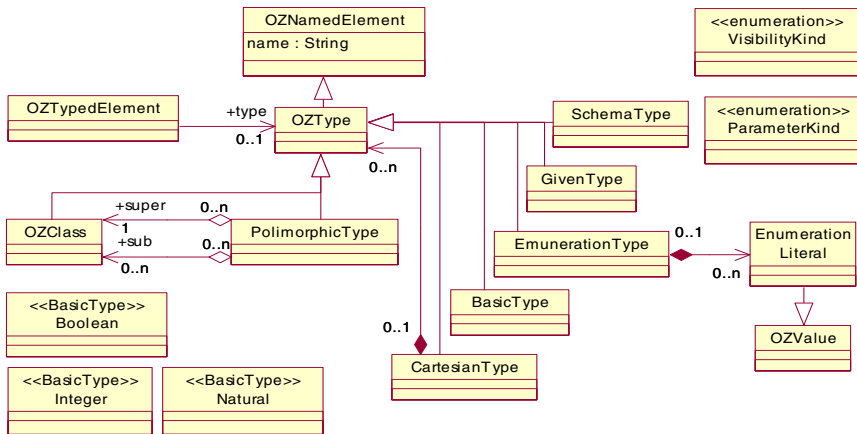 OZNamedElement
name : String
<<enumeration>>
VisibilityKind
OZTypedElement
+type
0..1
OZType
SchemaType
<<enumeration>>
ParameterKind
0..n
GivenType
OZClass
+super
1
0..n
+sub
0..n
0..n
PolimorphicType
EmunerationType
0..1
0..n
Enumeration
Literal
<<BasicType>>
Boolean
BasicType
0..1
OZValue
CartesianType
<<BasicType>>
Integer
<<BasicType>>
Natural